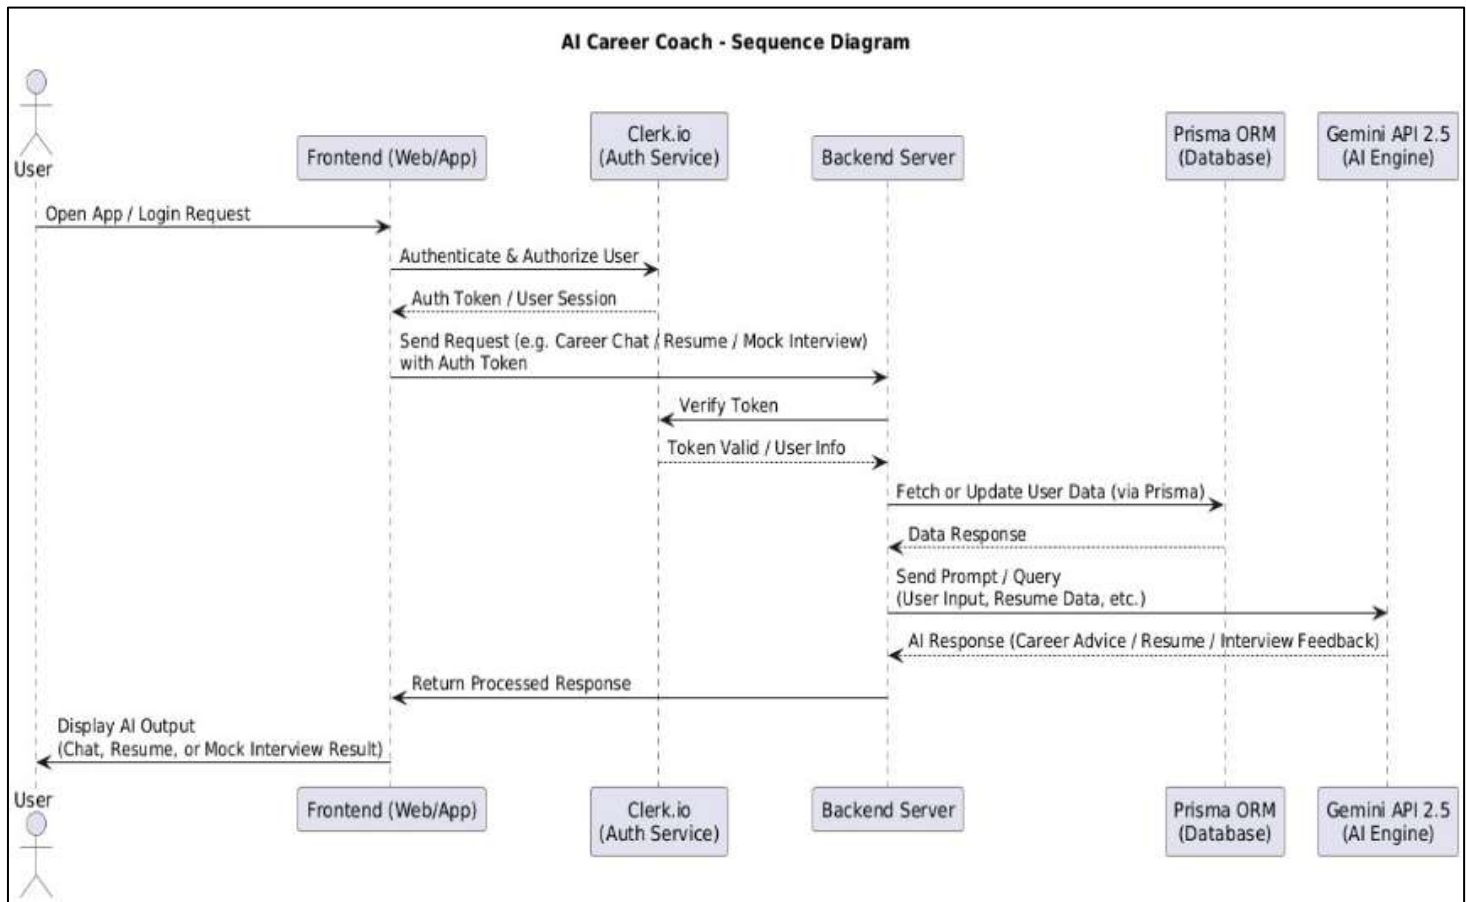 AI Career Coach - Sequence Diagram
User
Frontend (Web/App)
Clerk.io
(Auth Service)
Backend Server
Prisma ORM
(Database)
Gemini API 2.5
(AI Engine)
Open App / Login Request
Authenticate & Authorize User
Auth Token / User Session
Send Request (e.g. Career Chat / Resume / Mock Interview)
with Auth Token
Verify Token
Token Valid / User Info
Fetch or Update User Data (via Prisma)
Data Response
Send Prompt / Query
(User Input, Resume Data, etc.)
AI Response (Career Advice / Resume / Interview Feedback)
Return Processed Response
Display AI Output
(Chat, Resume, or Mock Interview Result)
User
Frontend (Web/App)
Clerk.io
(Auth Service)
Backend Server
Prisma ORM
(Database)
Gemini API 2.5
(AI Engine)